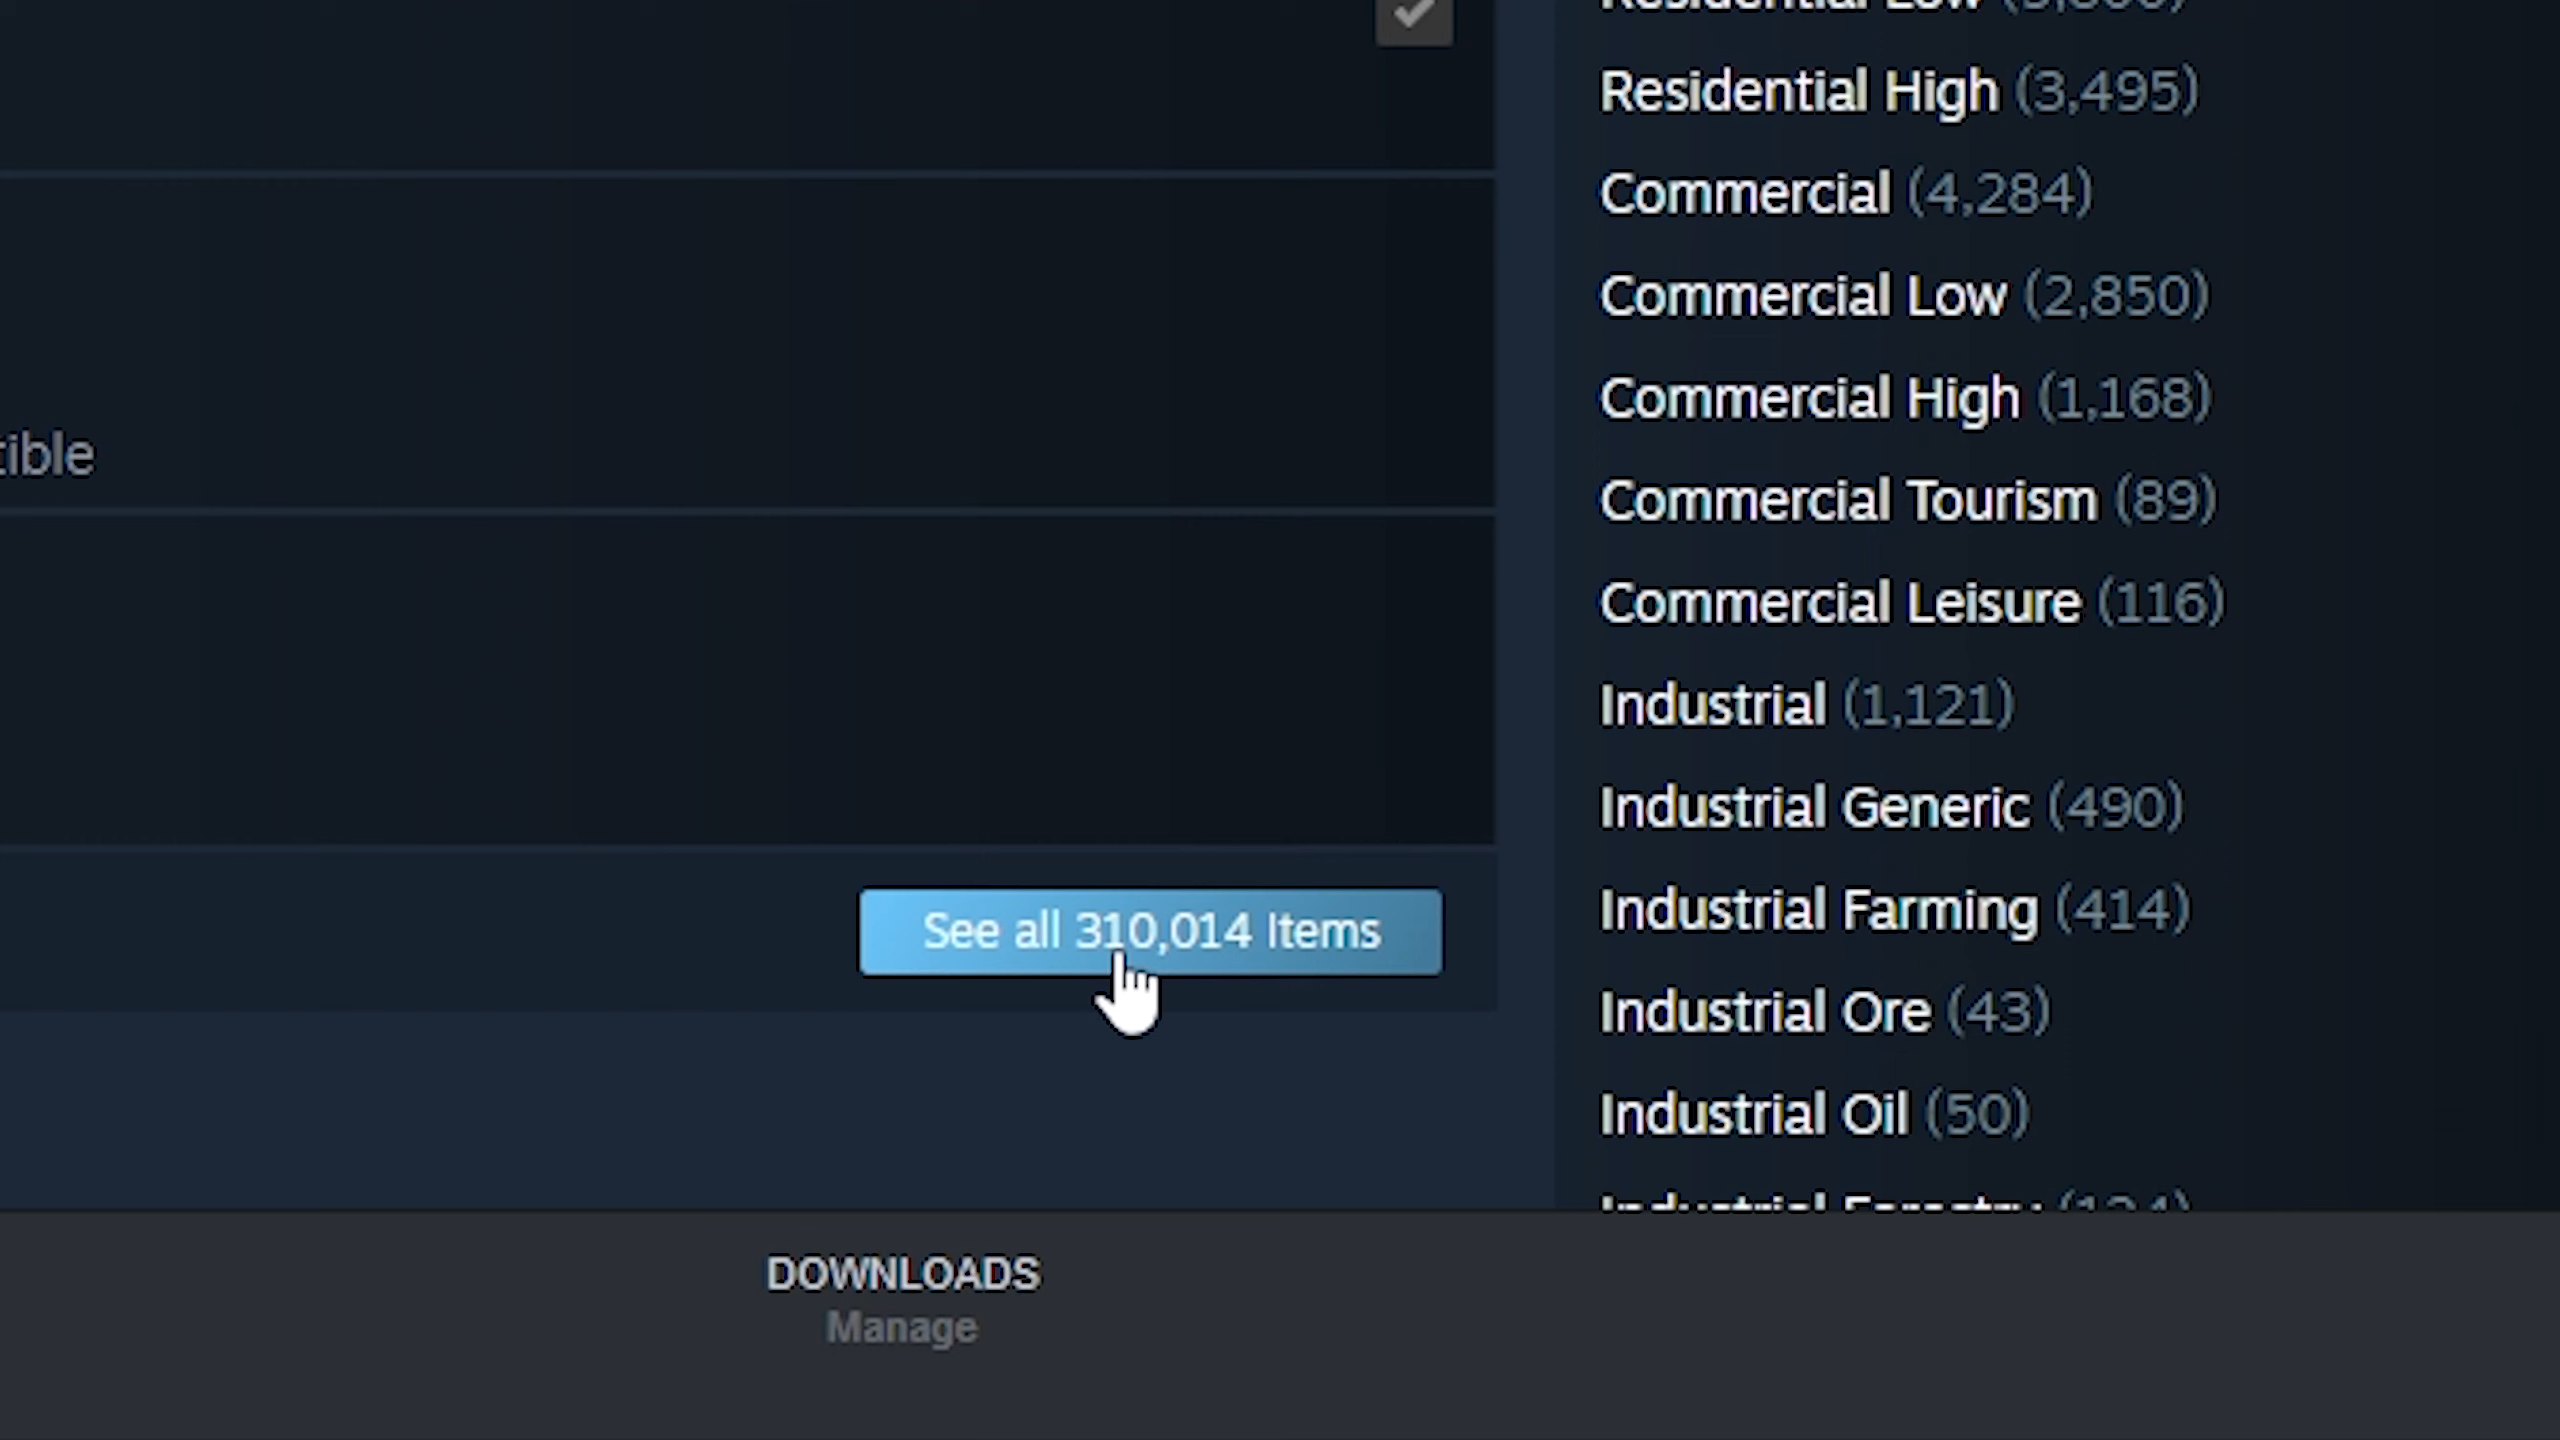 Residential High (3,495)
Commercial (4,284)
Commercial Low (2,850)
Commercial High (1,168)
tible
Commercial Tourism (89)
Commercial Leisure (116)
Industrial (1,121)
Industrial Generic (490)
See all 310,014 Items
Industrial Farming (414)
Industrial Ore (43)
Industrial Oil (50)
DOWNLOADS
Manage